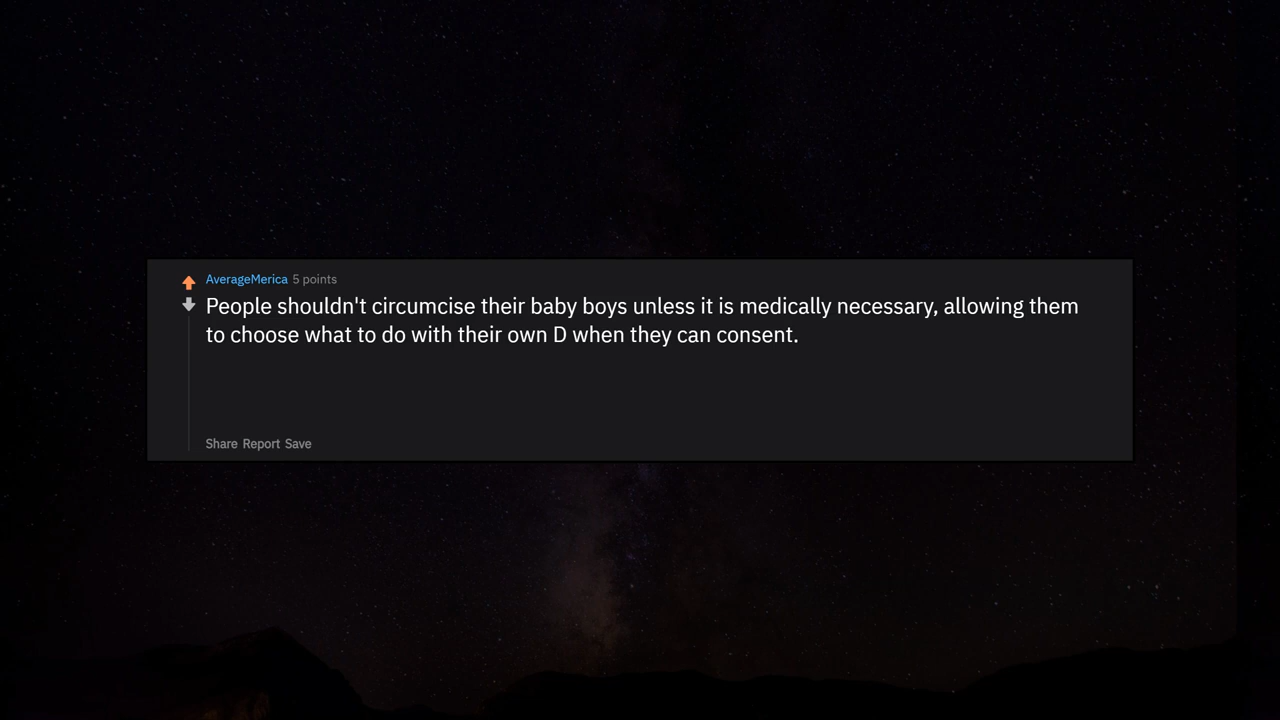 AverageMerica 5 points
People shouldn't circumcise their baby boys unless it is medically necessary, allowing them
to choose what to do with their own D when they can consent.
Share Report Save